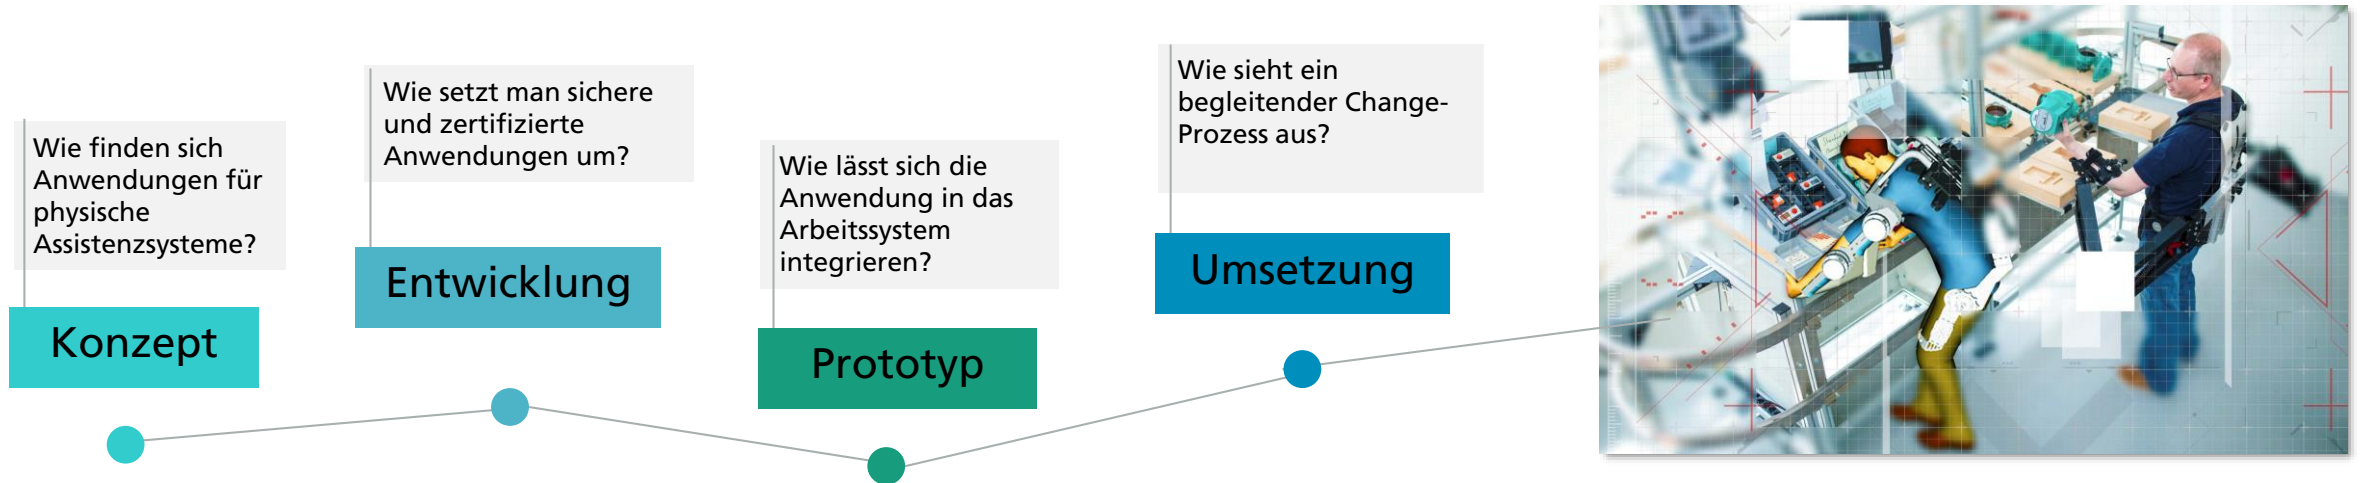 Wie finden sich
Anwendungen für
physische
Assistenzsysteme?
Konzept
Wie setzt man sichere
und zertifizierte
Anwendungen um?
Entwicklung
Wie lässt sich die
Anwendung in das
Arbeitssystem
integrieren?
Prototyp
Wie sieht ein
begleitender Change-
Prozess aus?
Umsetzung